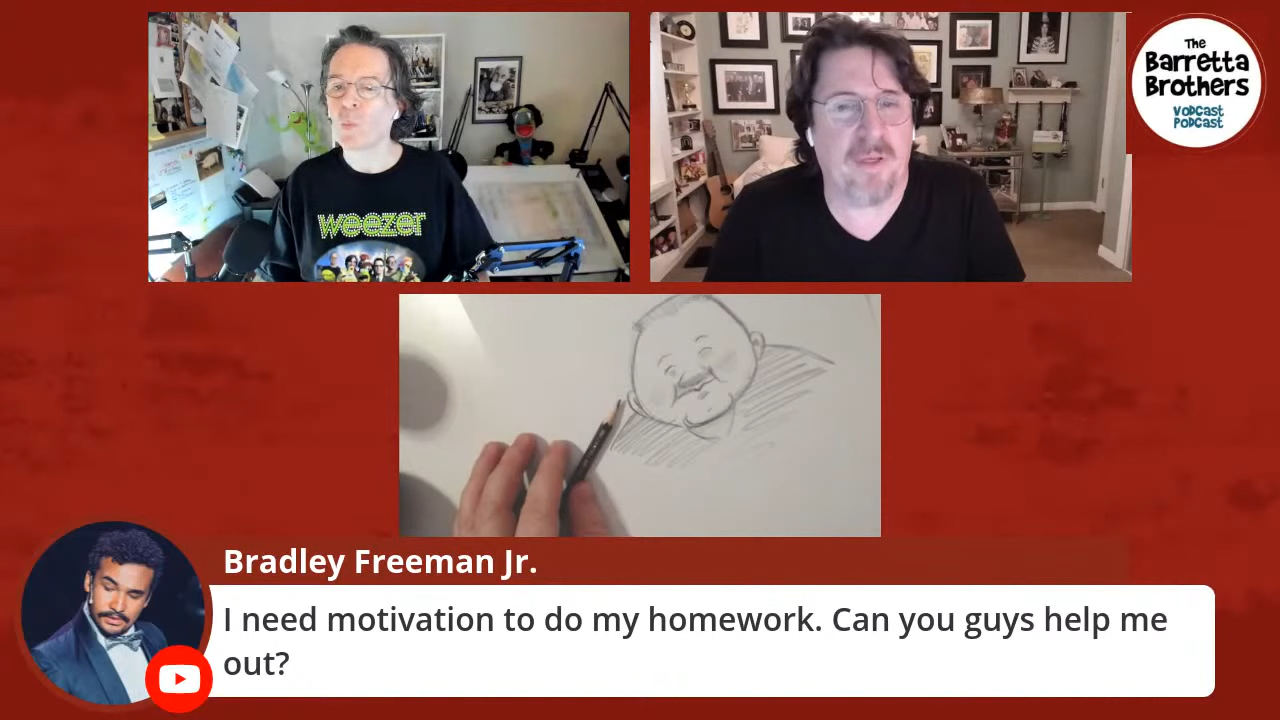 The
Barretta
Brothers
VODCAST
PODCAST
weezer
Bradley Freeman Jr.
I need motivation to do my homework. Can you guys help me
out?